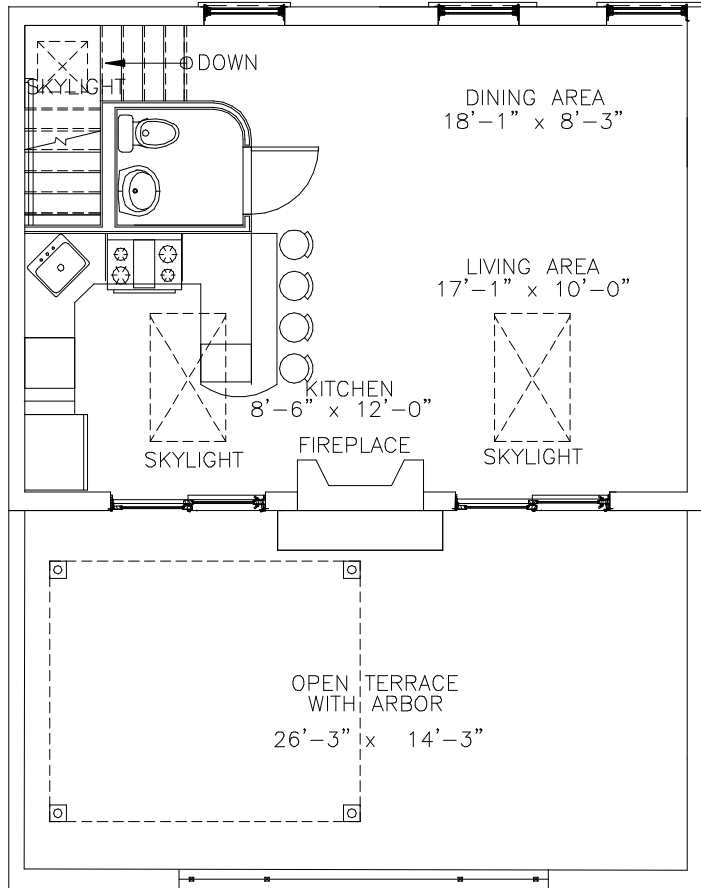 DOWN
SKYLIGHT
DINING AREA
18'-1" x 8'-3"
LIVING AREA
17'-1" x 10'-0"
KITCHEN
8'-6" x 12'-0"
FIREPLACE
SKYLIGHT
SKYLIGHT
OPEN TERRACE
WITH ARBOR
26'-3" x 14'-3"